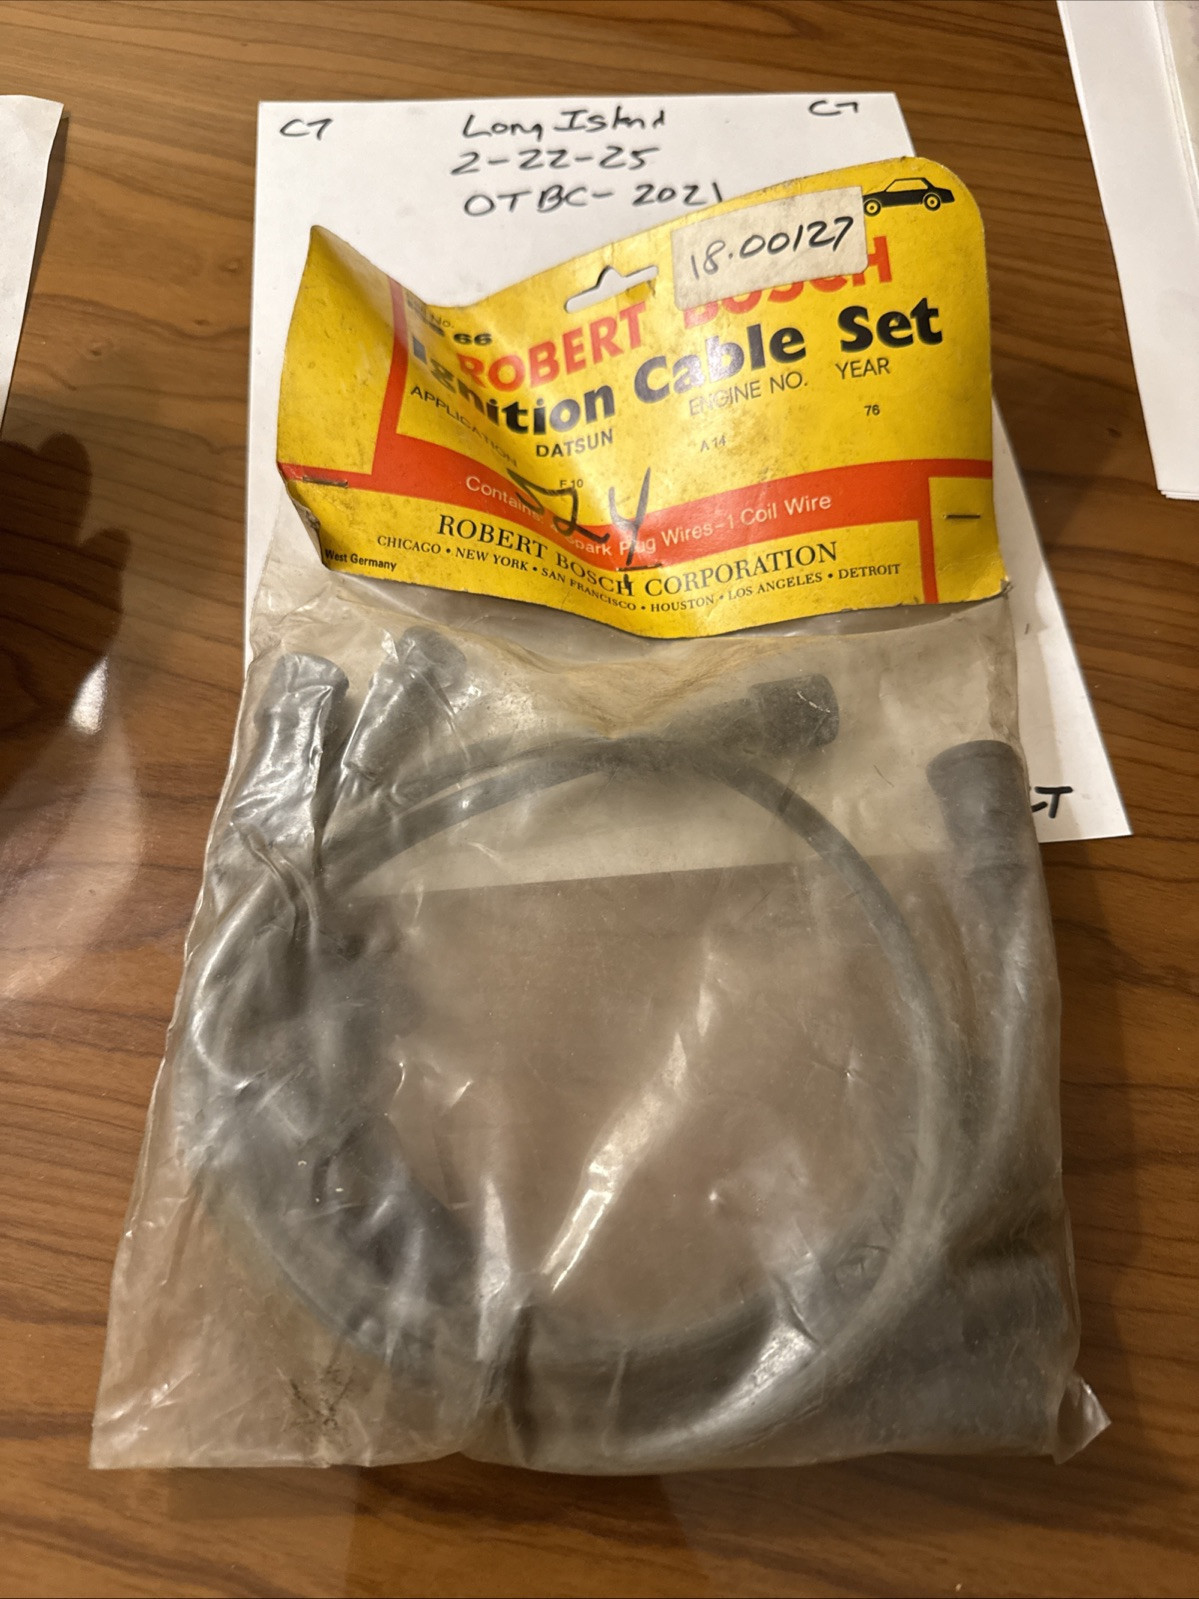 C7 Long Island C7
2-22-25
OTBC-2021
18.00127
No.
66
ROBERT BOSCH
Ignition Cable Set
APPLICATION ENGINE NO. YEAR
DATSUN A14 76
F10
524
Contains Spark Plug Wires-1 Coil Wire
ROBERT BOSCH CORPORATION
CHICAGO • NEW YORK • SAN FRANCISCO • HOUSTON • LOS ANGELES • DETROIT
West Germany